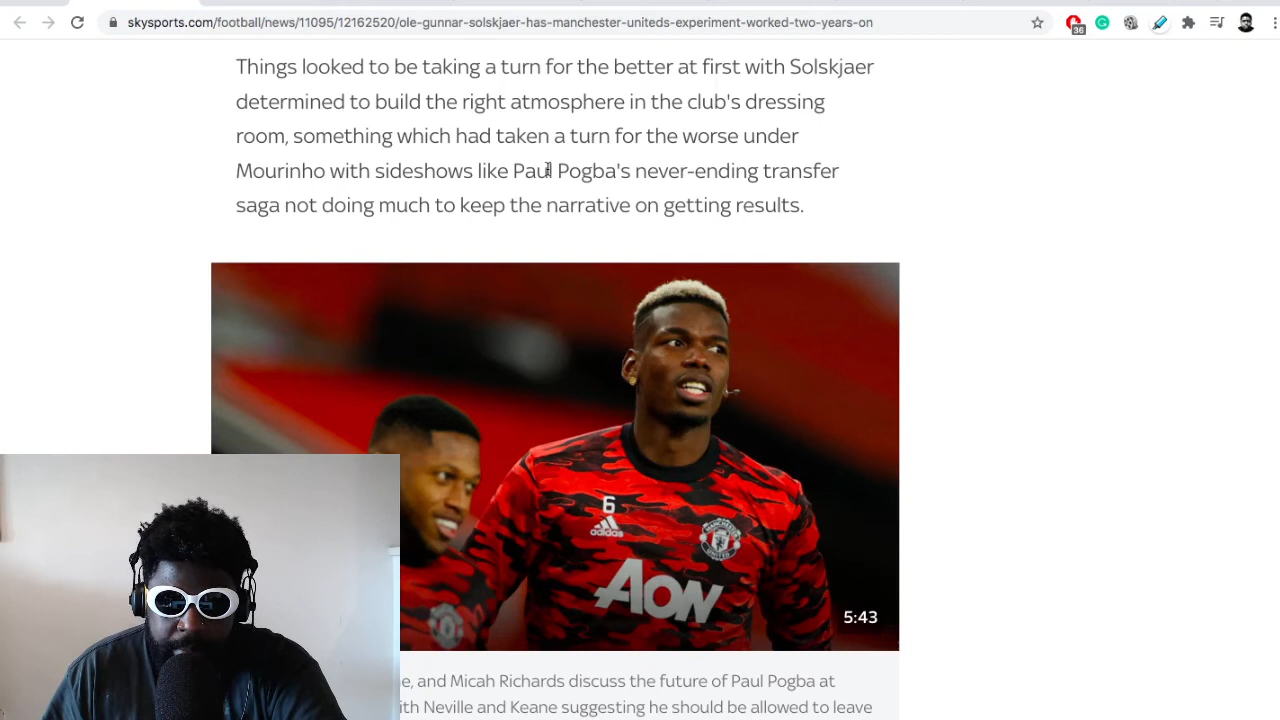 skysports.com/football/news/11095/12162520/ole-gunnar-solskjaer-has-manchester-uniteds-experiment-worked-two-years-on
36
Things looked to be taking a turn for the better at first with Solskjaer
determined to build the right atmosphere in the club's dressing
room, something which had taken a turn for the worse under
Mourinho with sideshows like Paul Pogba's never-ending transfer
saga not doing much to keep the narrative on getting results.
6
adidas
MANCHESTER
UNITED
AON
5:43
e, and Micah Richards discuss the future of Paul Pogba at
ith Neville and Keane suggesting he should be allowed to leave